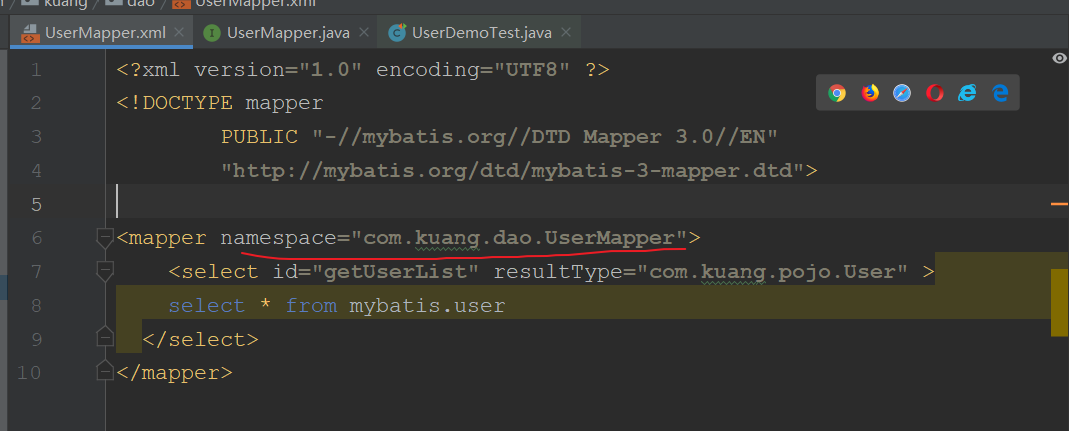 kuang dao UserMapper.xml
UserMapper.xml UserMapper.java UserDemoTest.java
1 <?xml version="1.0" encoding="UTF8" ?>
2 <!DOCTYPE mapper
3 PUBLIC "-//mybatis.org//DTD Mapper 3.0//EN"
4 "http://mybatis.org/dtd/mybatis-3-mapper.dtd">
5
6 <mapper namespace="com.kuang.dao.UserMapper">
7 <select id="getUserList" resultType="com.kuang.pojo.User" >
8 select * from mybatis.user
9 </select>
10 </mapper>